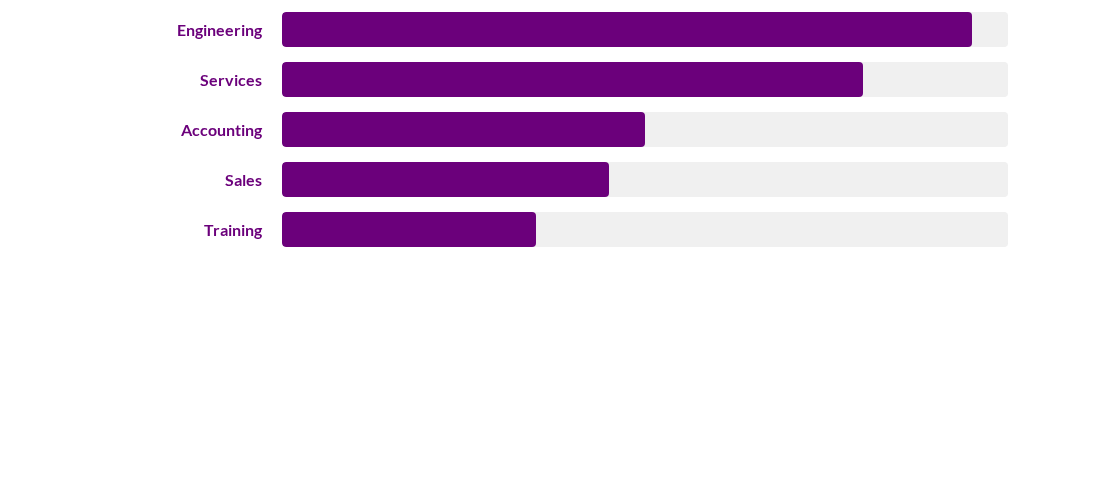 Engineering
Services
Accounting
Sales
Training